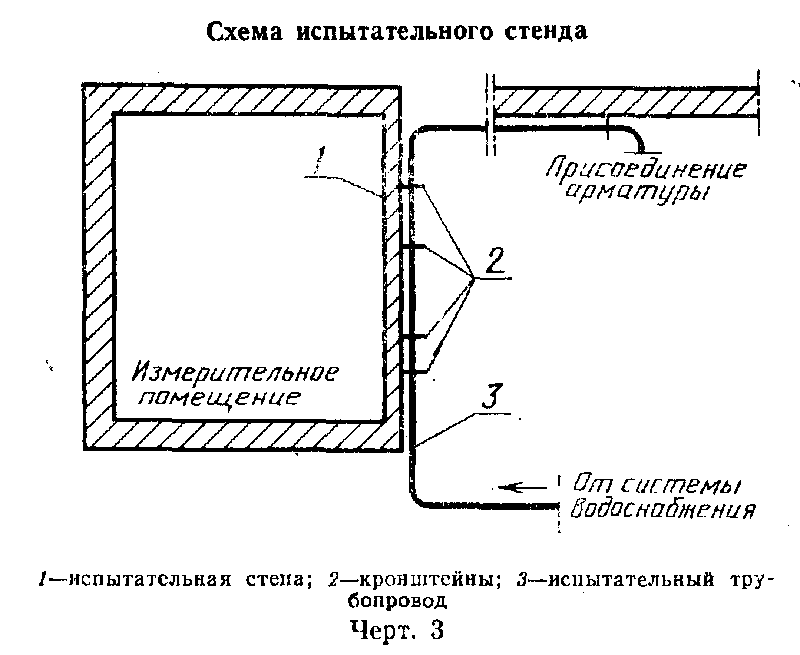 Схема испытательного стенда
1
Присоединение
арматуры
2
Измерительное
помещение
3
От системы
водоснабжения
1—испытательная стена; 2—кронштейны; 3—испытательный тру-
бопровод
Черт. 3